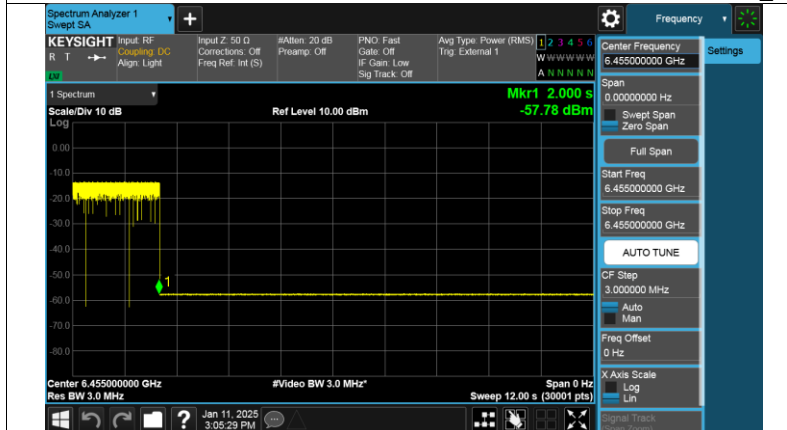 Spectrum Analyzer 1
Swept SA
Frequency
KEYSIGHT
R T
LXI
Input: RF
Coupling: DC
Align: Light
Input Z: 50 Ω
Corrections: Off
Freq Ref: Int (S)
#Atten: 20 dB
Preamp: Off
PNO: Fast
Gate: Off
IF Gain: Low
Sig Track: Off
Avg Type: Power (RMS)
Trig: External 1
1 2 3 4 5 6
W W W W W W
A N N N N N
Center Frequency
6.455000000 GHz
Settings
1 Spectrum
Scale/Div 10 dB
Log
Ref Level 10.00 dBm
Mkr1 2.000 s
-57.78 dBm
Span
0.00000000 Hz
Swept Span
Zero Span
Full Span
Start Freq
6.455000000 GHz
Stop Freq
6.455000000 GHz
AUTO TUNE
CF Step
3.000000 MHz
Auto
Man
Freq Offset
0 Hz
X Axis Scale
Log
Lin
Signal Track
(Span Zoom)
0.00
-10.0
-20.0
-30.0
-40.0
-50.0
-60.0
-70.0
-80.0
1
Center 6.455000000 GHz
Res BW 3.0 MHz
#Video BW 3.0 MHz*
Span 0 Hz
Sweep 12.00 s (30001 pts)
?
Jan 11, 2025
3:05:29 PM